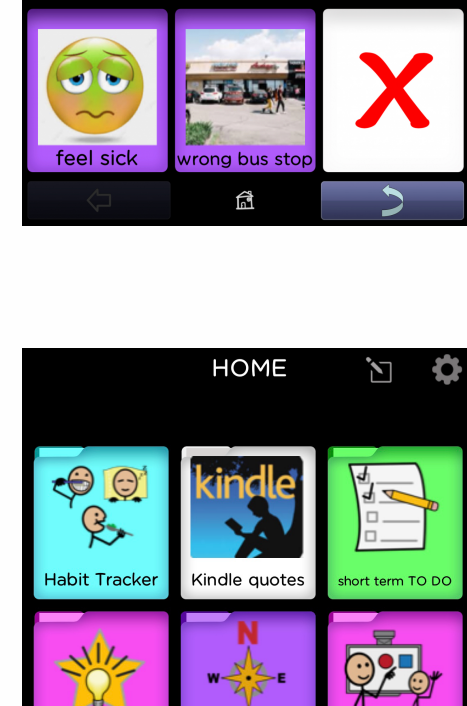 X
feel sick
wrong bus stop
HOME
kindle
Habit Tracker
Kindle quotes
short term TO DO
N
W
E